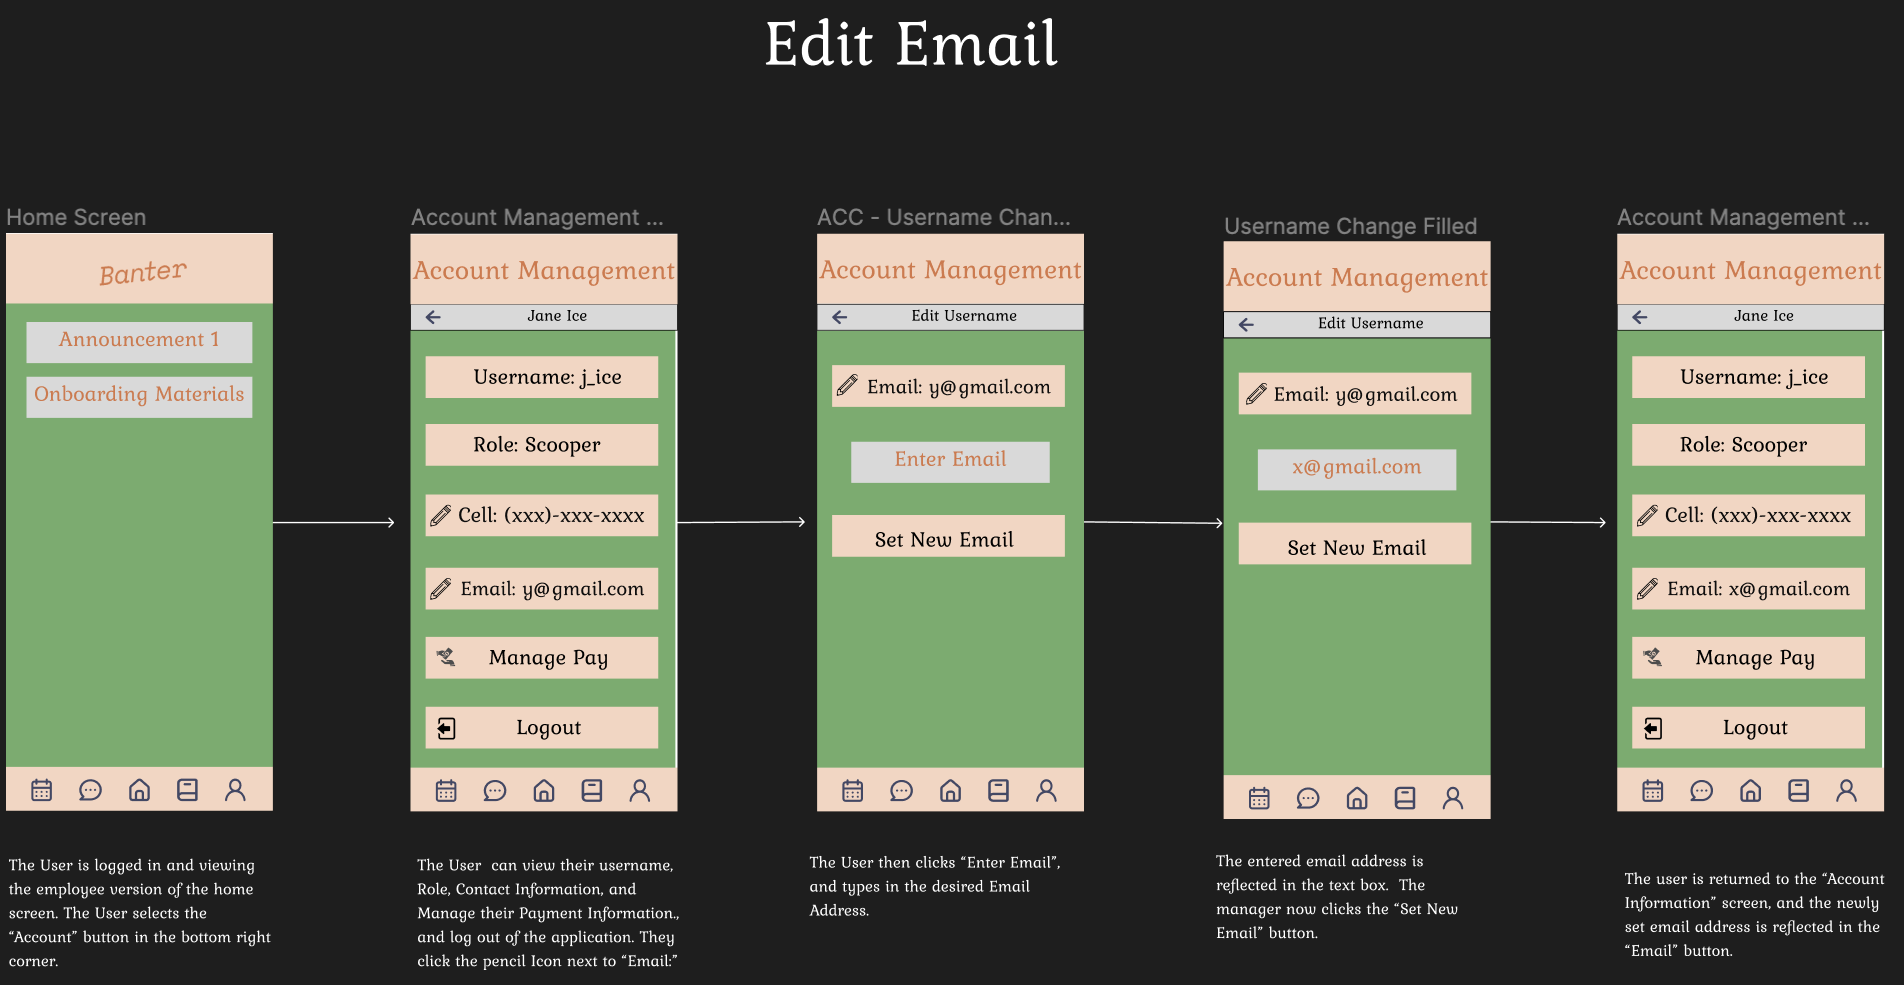 Edit Email
Home Screen
Banter
Announcement 1
Onboarding Materials
The User is logged in and viewing
the employee version of the home
screen. The User selects the
“Account” button in the bottom right
corner.
Account Management ...
Account Management
Jane Ice
Username: j_ice
Role: Scooper
Cell: (xxx)-xxx-xxxx
Email: y@gmail.com
Manage Pay
Logout
The User can view their username,
Role, Contact Information, and
Manage their Payment Information.,
and log out of the application. They
click the pencil Icon next to “Email:”
ACC - Username Chan...
Account Management
Edit Username
Email: y@gmail.com
Enter Email
Set New Email
The User then clicks “Enter Email”,
and types in the desired Email
Address.
Username Change Filled
Account Management
Edit Username
Email: y@gmail.com
x@gmail.com
Set New Email
The entered email address is
reflected in the text box. The
manager now clicks the “Set New
Email” button.
Account Management ...
Account Management
Jane Ice
Username: j_ice
Role: Scooper
Cell: (xxx)-xxx-xxxx
Email: x@gmail.com
Manage Pay
Logout
The user is returned to the “Account
Information” screen, and the newly
set email address is reflected in the
“Email” button.